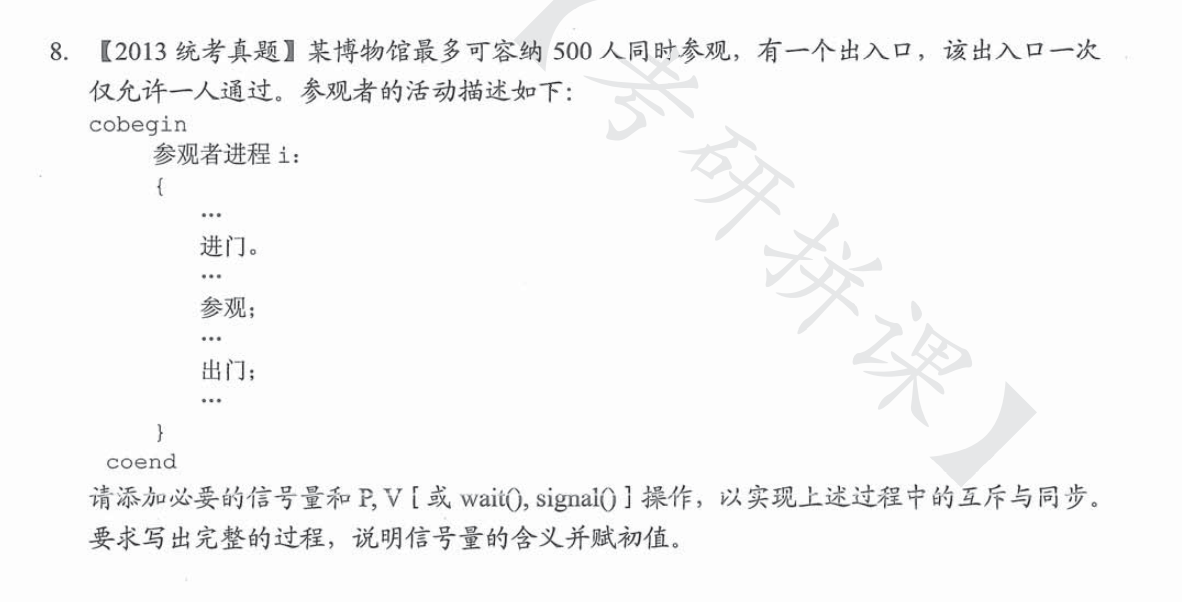 8. 【2013 统考真题】某博物馆最多可容纳 500 人同时参观，有一个出入口，该出入口一次
仅允许一人通过。参观者的活动描述如下：
cobegin
参观者进程 i：
{
…
进门。
…
参观；
…
出门；
…
}
coend
请添加必要的信号量和 P, V [ 或 wait(), signal() ] 操作，以实现上述过程中的互斥与同步。
要求写出完整的过程，说明信号量的含义并赋初值。
【考研拼课】